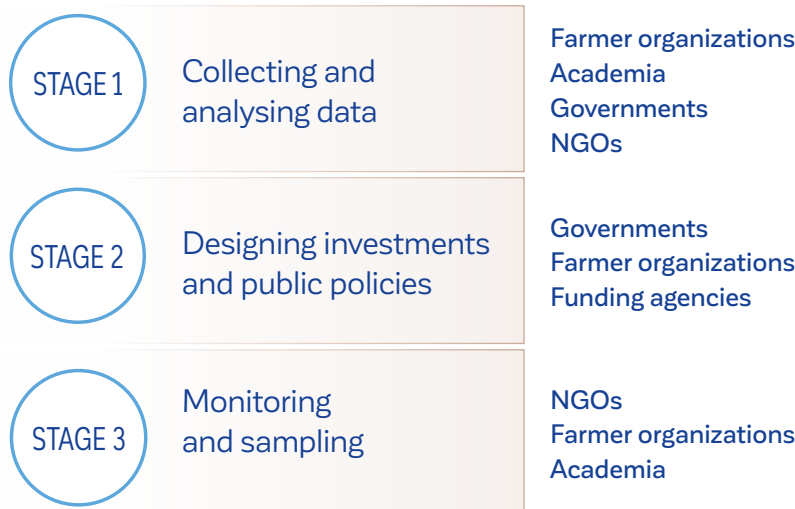 STAGE 1
Collecting and
analysing data
Farmer organizations
Academia
Governments
NGOs
STAGE 2
Designing investments
and public policies
Governments
Farmer organizations
Funding agencies
STAGE 3
Monitoring
and sampling
NGOs
Farmer organizations
Academia